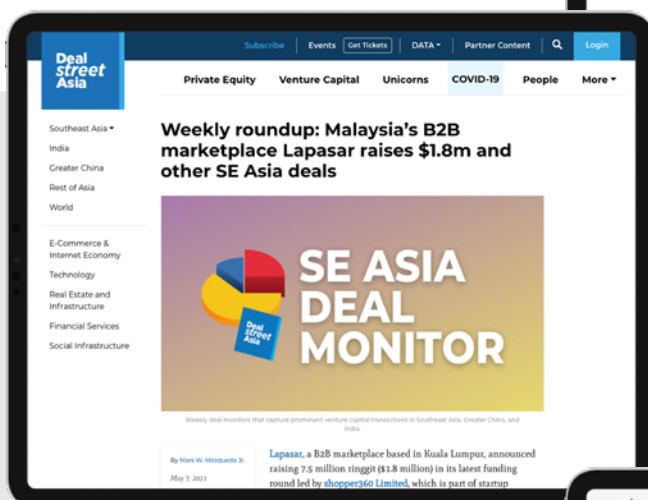 Deal
street
Asia
Subscribe
Events
Get Tickets
DATA
Partner Content
Login
Private Equity
Venture Capital
Unicorns
COVID-19
People
More
Southeast Asia
India
Greater China
Rest of Asia
World
E-Commerce &
Internet Economy
Technology
Real Estate and
Infrastructure
Financial Services
Social Infrastructure
Weekly roundup: Malaysia's B2B
marketplace Lapasar raises $1.8m and
other SE Asia deals
SE ASIA
DEAL
MONITOR
Deal
street
Asia
Weekly deal monitors that capture prominent venture capital transactions in Southeast Asia, Greater China, and
India.
By Mars W. Mosqueda Jr.
May 7, 2021
Lapasar, a B2B marketplace based in Kuala Lumpur, announced
raising 7.5 million ringgit ($1.8 million) in its latest funding
round led by shopper360 Limited, which is part of startup